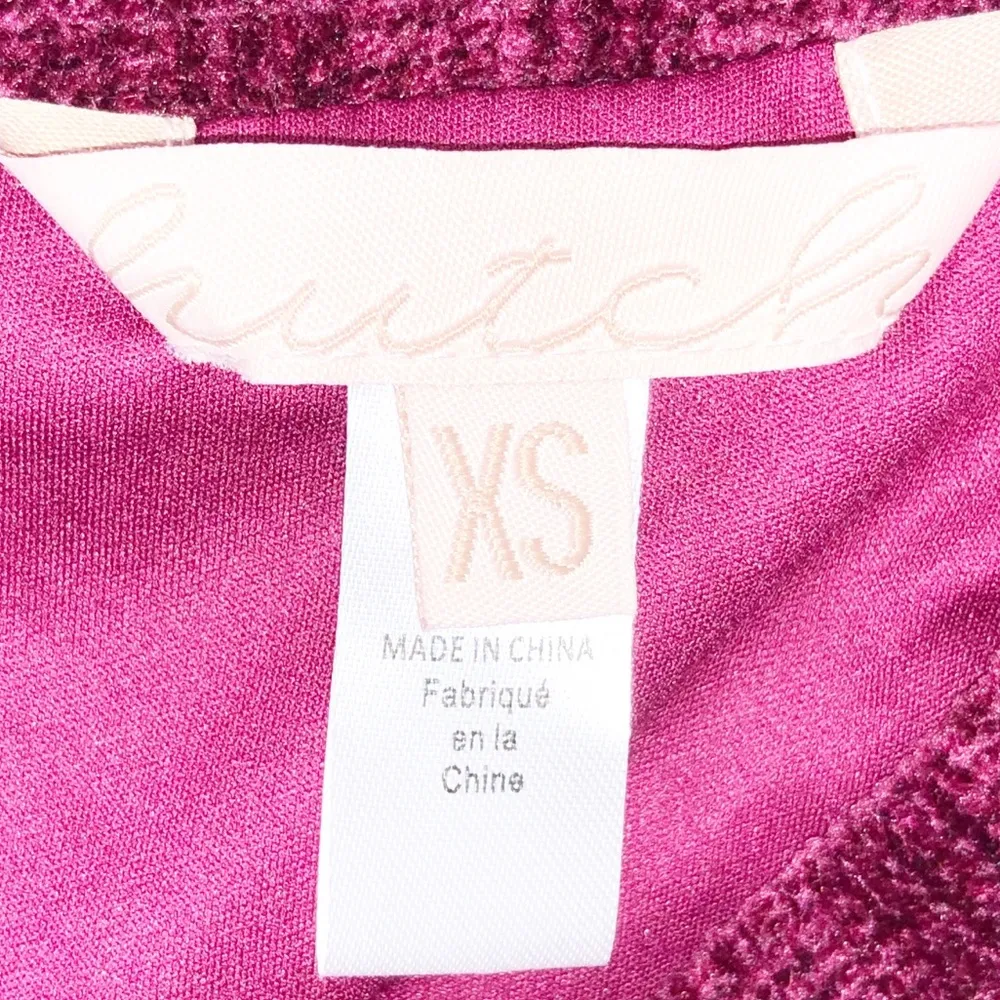 hutch
XS
MADE IN CHINA
Fabriqué
en la
Chine